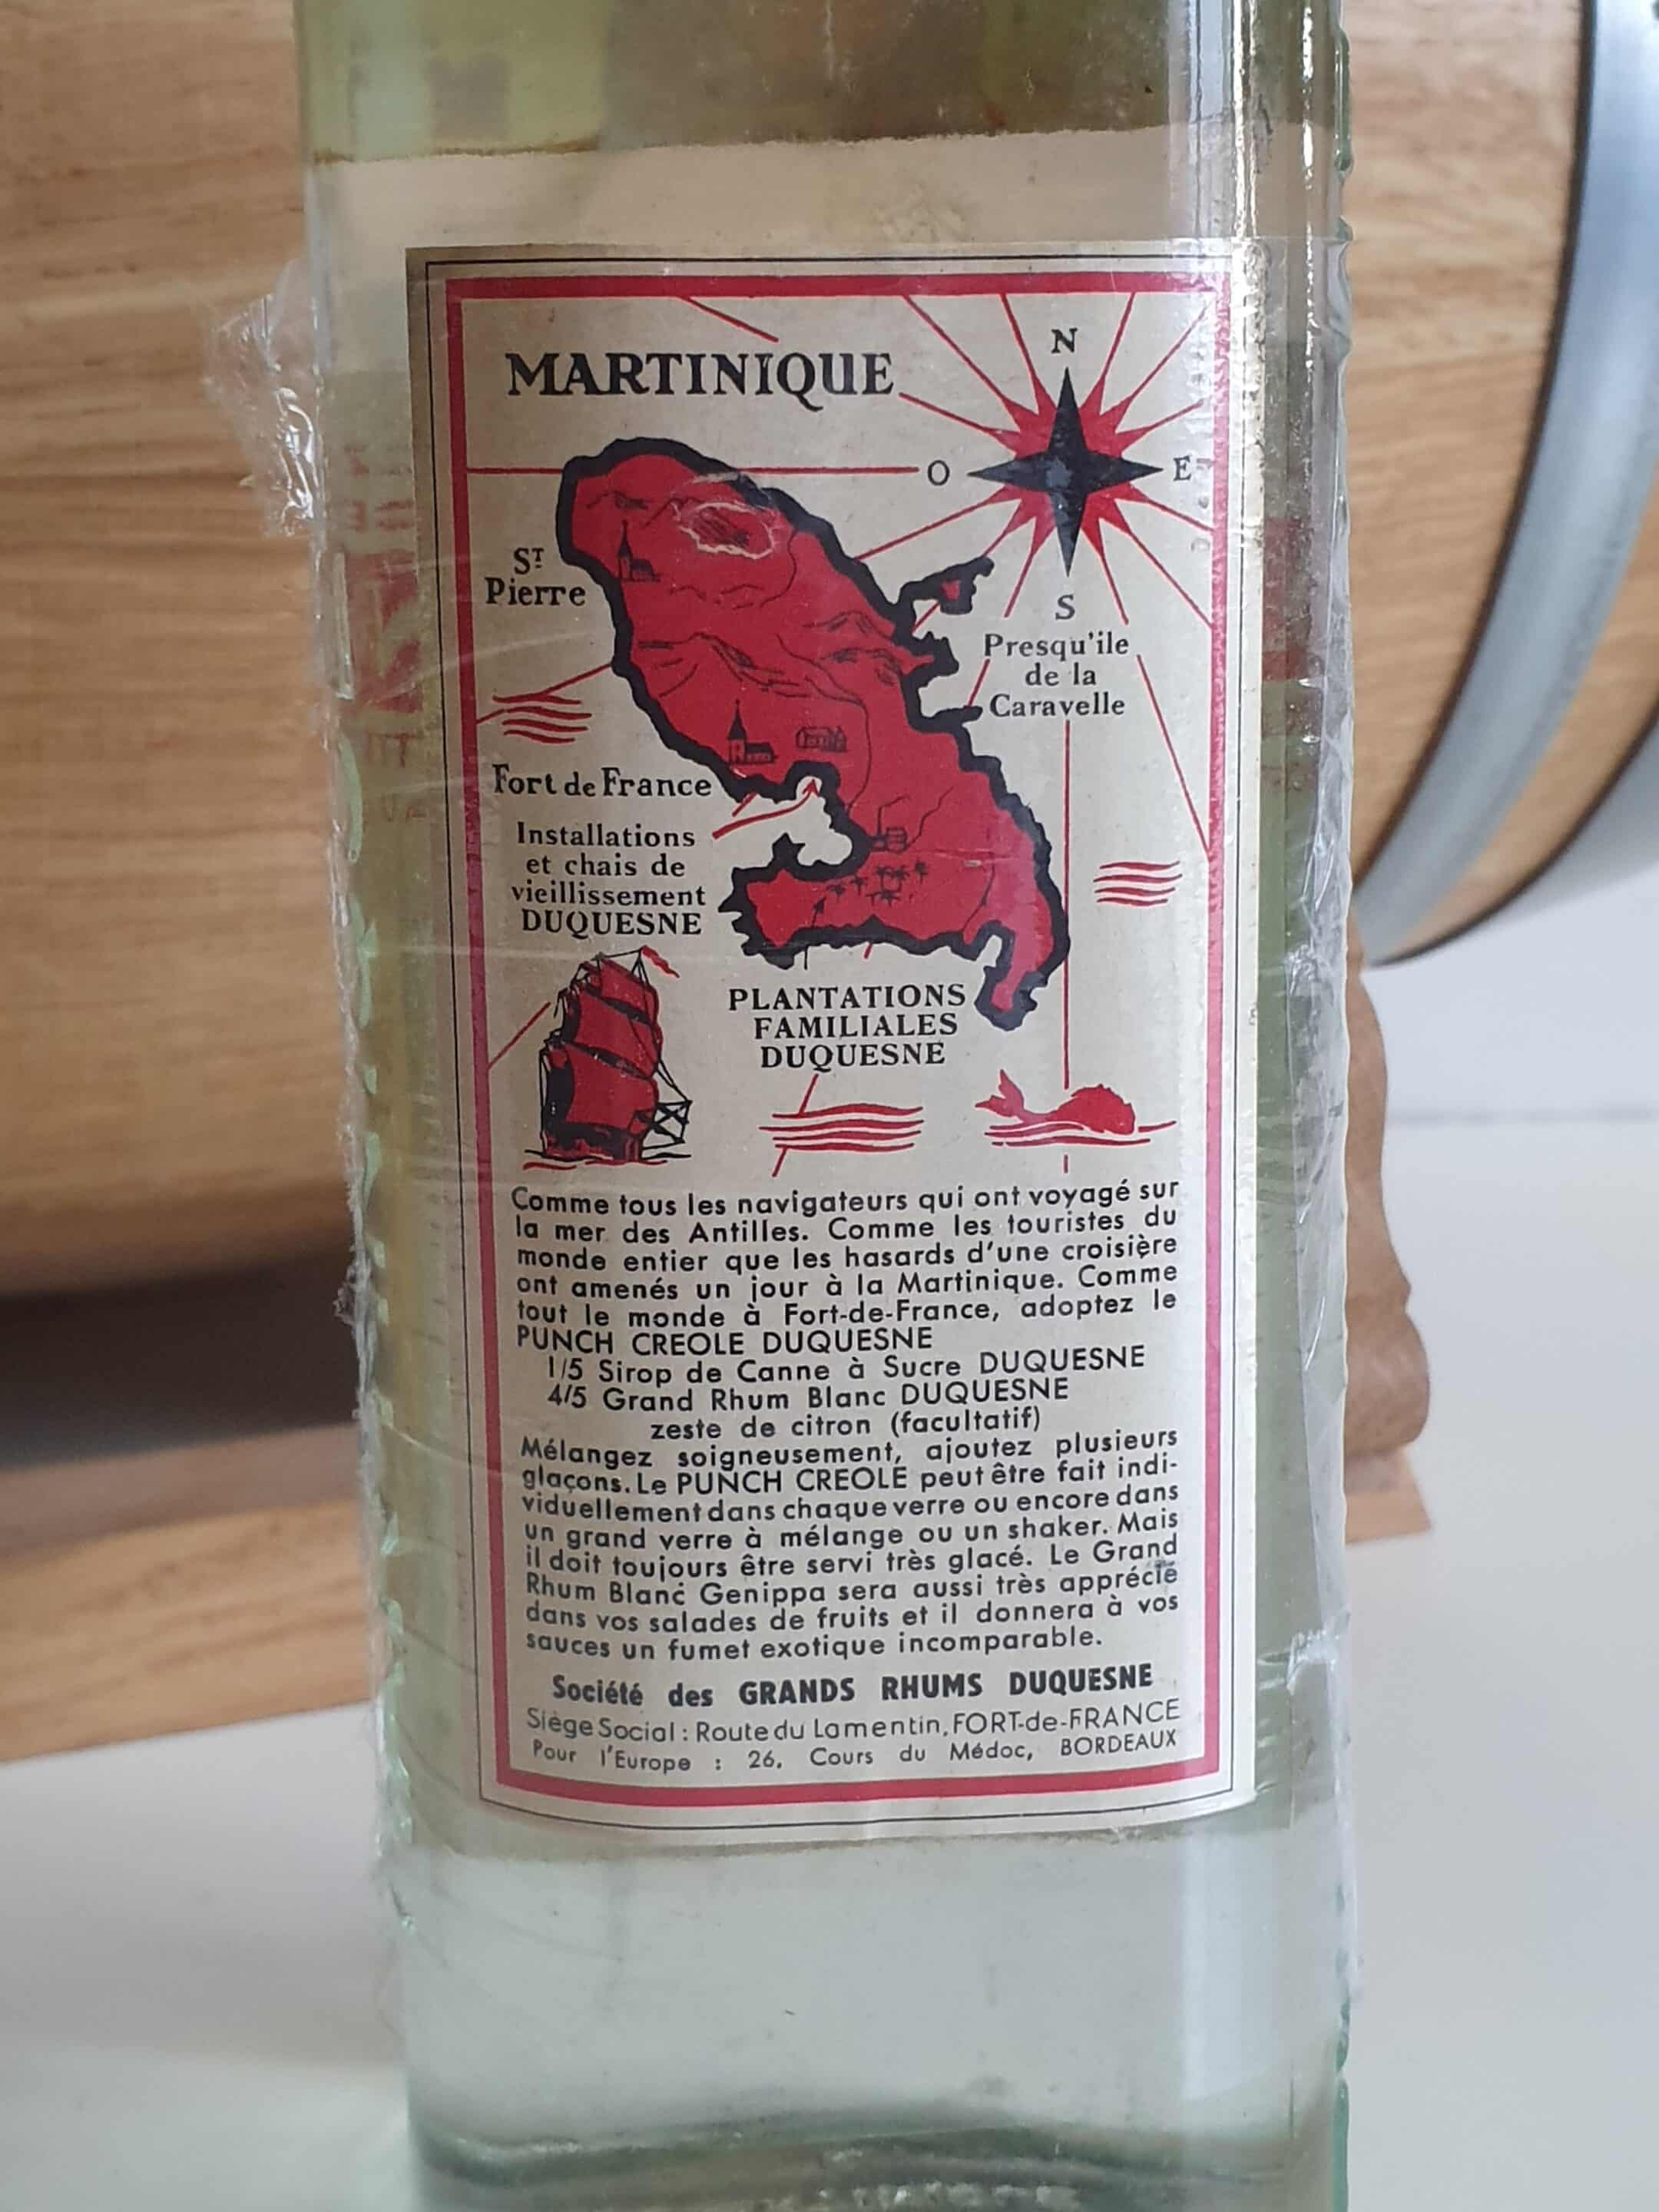 MARTINIQUE
N
O
E
S
ST
Pierre
Presqu'ile
de la
Caravelle
Fort de France
Installations
et chais de
vieillissement
DUQUESNE
PLANTATIONS
FAMILIALES
DUQUESNE
Comme tous les navigateurs qui ont voyagé sur
la mer des Antilles. Comme les touristes du
monde entier que les hasards d'une croisière
ont amenés un jour à la Martinique. Comme
tout le monde à Fort-de-France, adoptez le
PUNCH CREOLE DUQUESNE
1/5 Sirop de Canne à Sucre DUQUESNE
4/5 Grand Rhum Blanc DUQUESNE
zeste de citron (facultatif)
Mélangez soigneusement, ajoutez plusieurs
glaçons. Le PUNCH CREOLE peut être fait indi-
viduellement dans chaque verre ou encore dans
un grand verre à mélange ou un shaker. Mais
il doit toujours être servi très glacé. Le Grand
Rhum Blanc Genippa sera aussi très apprécié
dans vos salades de fruits et il donnera à vos
sauces un fumet exotique incomparable.
Société des GRANDS RHUMS DUQUESNE
Siège Social : Route du Lamentin, FORT-de-FRANCE
Pour l'Europe : 26, Cours du Médoc, BORDEAUX